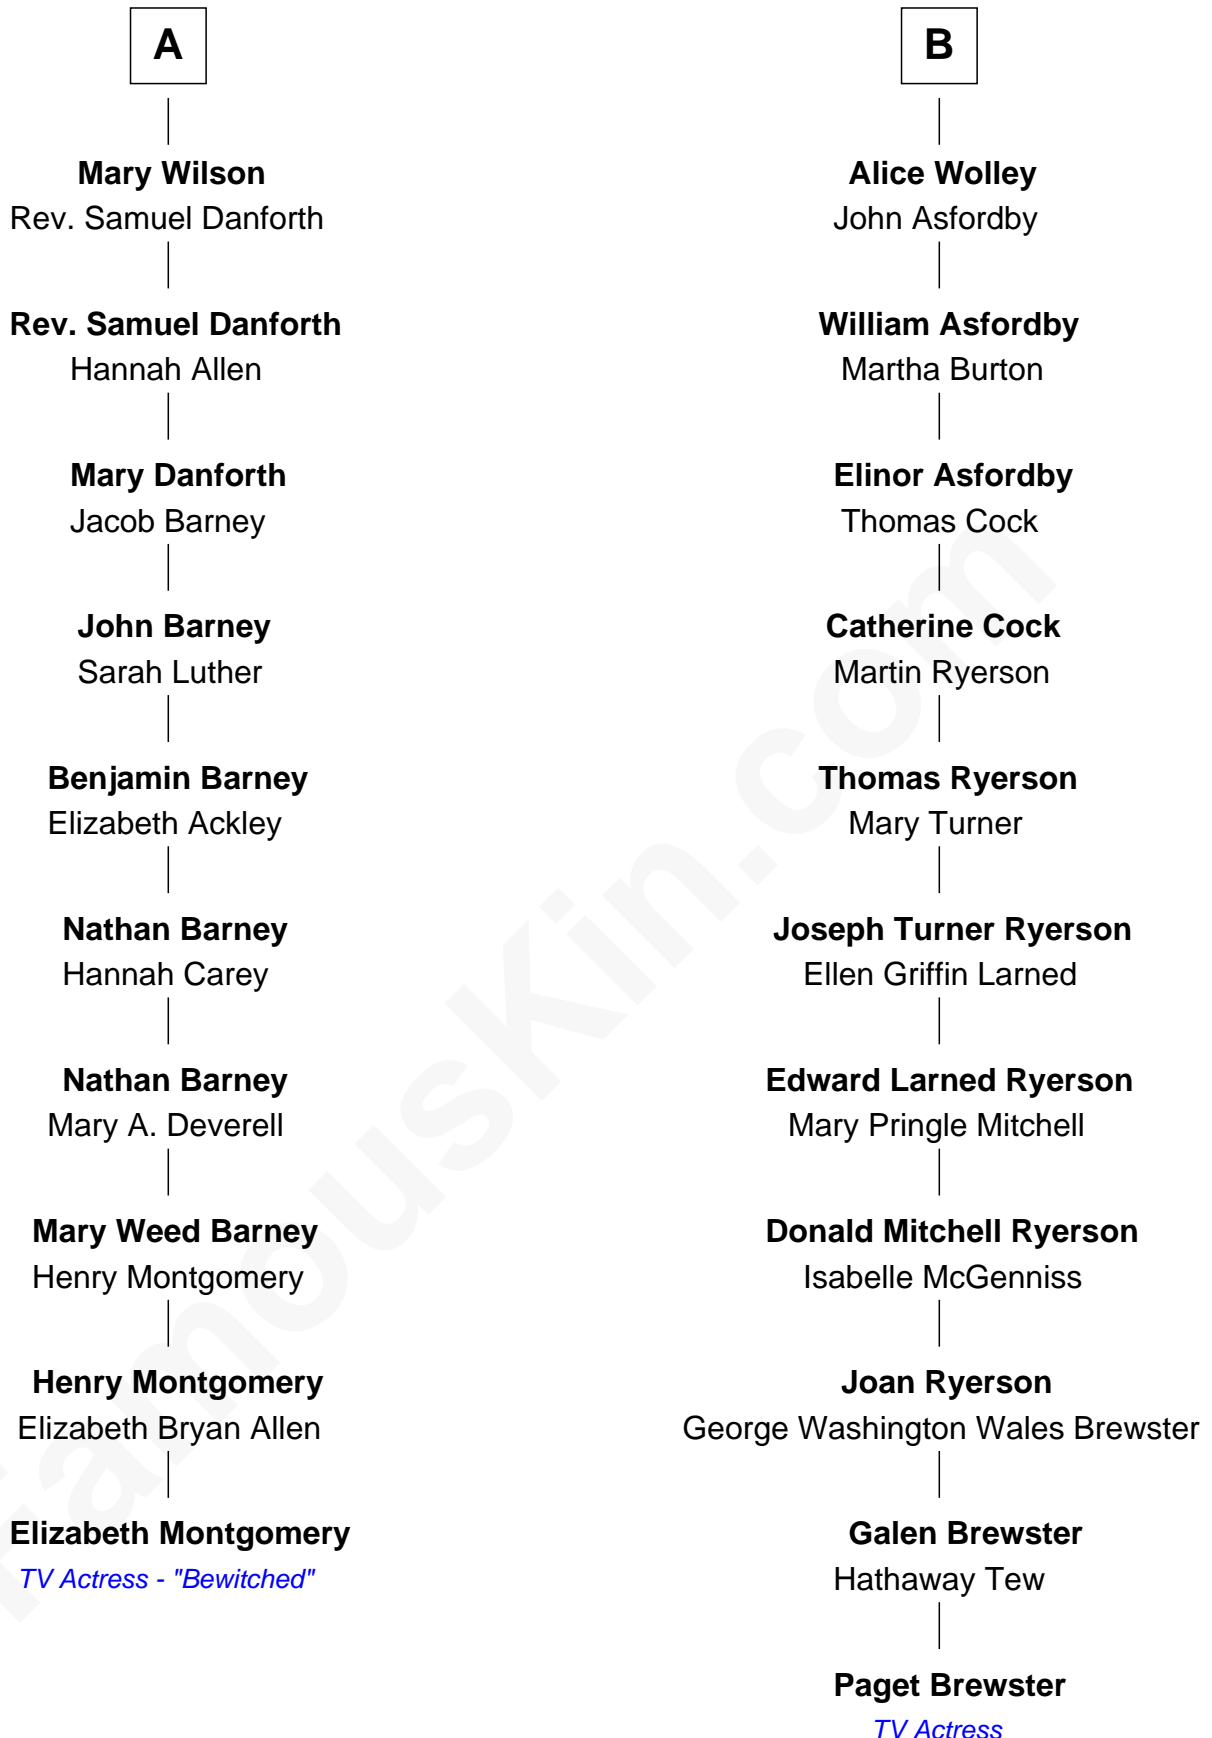 A
Mary Wilson
Rev. Samuel Danforth
Rev. Samuel Danforth
Hannah Allen
Mary Danforth
Jacob Barney
John Barney
Sarah Luther
Benjamin Barney
Elizabeth Ackley
Nathan Barney
Hannah Carey
Nathan Barney
Mary A. Deverell
Mary Weed Barney
Henry Montgomery
Henry Montgomery
Elizabeth Bryan Allen
Elizabeth Montgomery
TV Actress - "Bewitched"
B
Alice Wolley
John Asfordby
William Asfordby
Martha Burton
Elinor Asfordby
Thomas Cock
Catherine Cock
Martin Ryerson
Thomas Ryerson
Mary Turner
Joseph Turner Ryerson
Ellen Griffin Larned
Edward Larned Ryerson
Mary Pringle Mitchell
Donald Mitchell Ryerson
Isabelle McGenniss
Joan Ryerson
George Washington Wales Brewster
Galen Brewster
Hathaway Tew
Paget Brewster
TV Actress
FamousKin.com